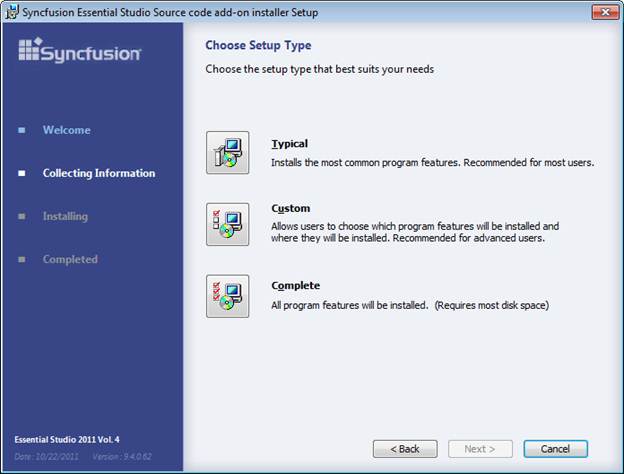 Syncfusion Essential Studio Source code add-on installer Setup
Syncfusion
Choose Setup Type
Choose the setup type that best suits your needs
Welcome
Collecting Information
Installing
Completed
Typical
Installs the most common program features. Recommended for most users.
Custom
Allows users to choose which program features will be installed and
where they will be installed. Recommended for advanced users.
Complete
All program features will be installed.  (Requires most disk space)
Essential Studio 2011 Vol. 4
Date: 10/22/2011 Version : 9.4.0.62
< Back
Next >
Cancel